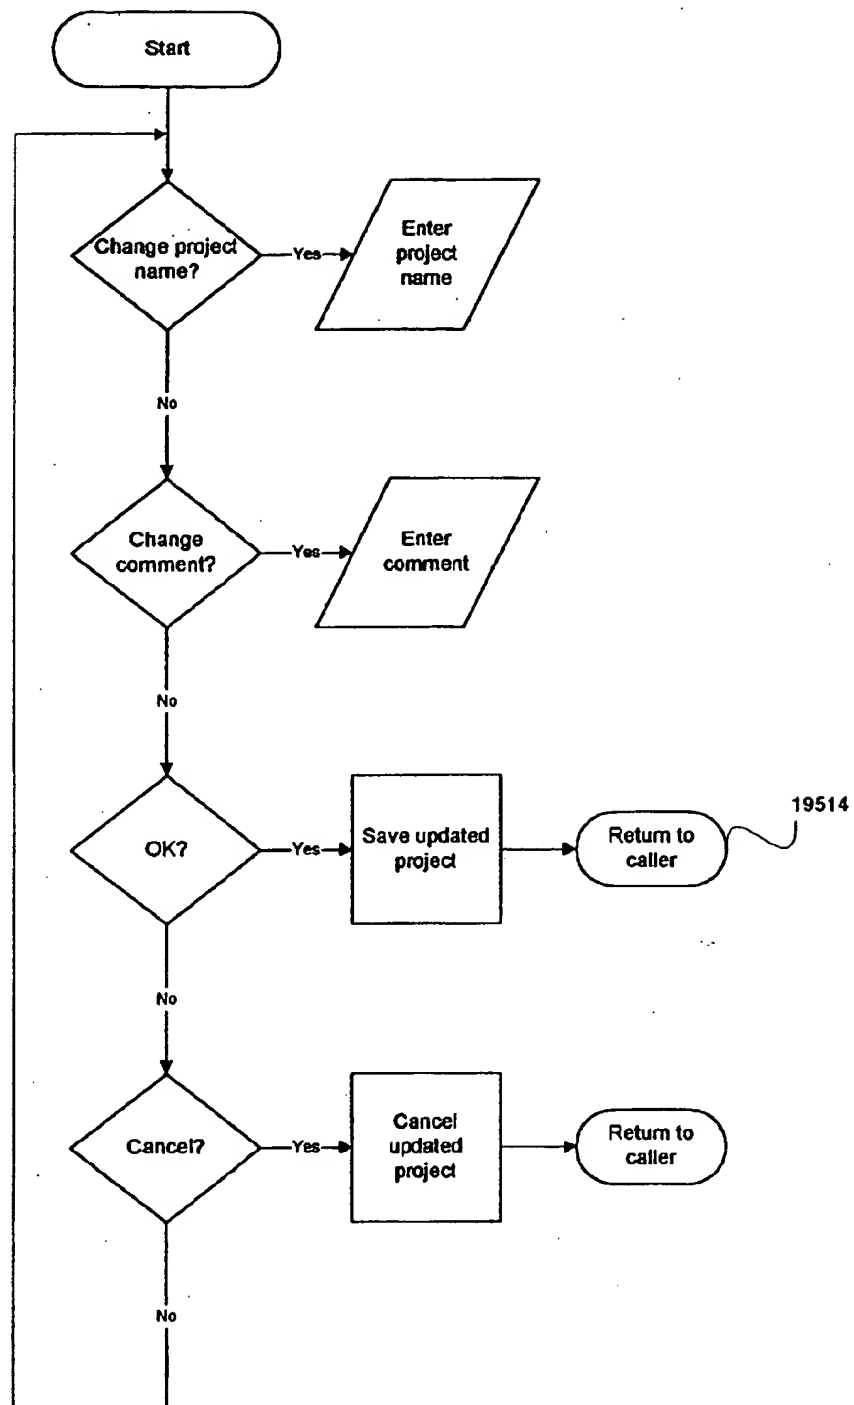 Start
Change project
name?
Yes
Enter
project
name
No
Change
comment?
Yes
Enter
comment
No
OK?
Yes
Save updated
project
Return to
caller
19514
No
Cancel?
Yes
Cancel
updated
project
Return to
caller
No